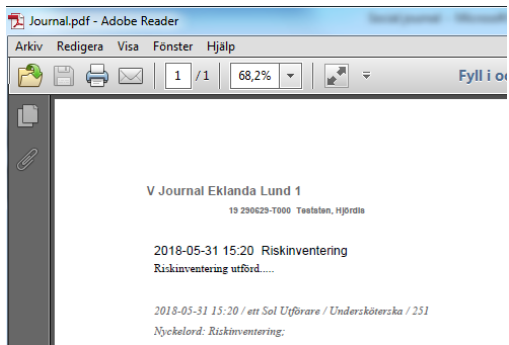 Journal.pdf - Adobe Reader
Arkiv Redigera Visa Fönster Hjälp
1 / 1 68,2% Fyll i oc
V Journal Eklanda Lund 1
19 290629-T000 Teststen, Hjördis
2018-05-31 15:20 Riskinventering
Riskinventering utförd.....
2018-05-31 15:20 / ett Sol Utförare / Undersköterska / 251
Nyckelord: Riskinventering;